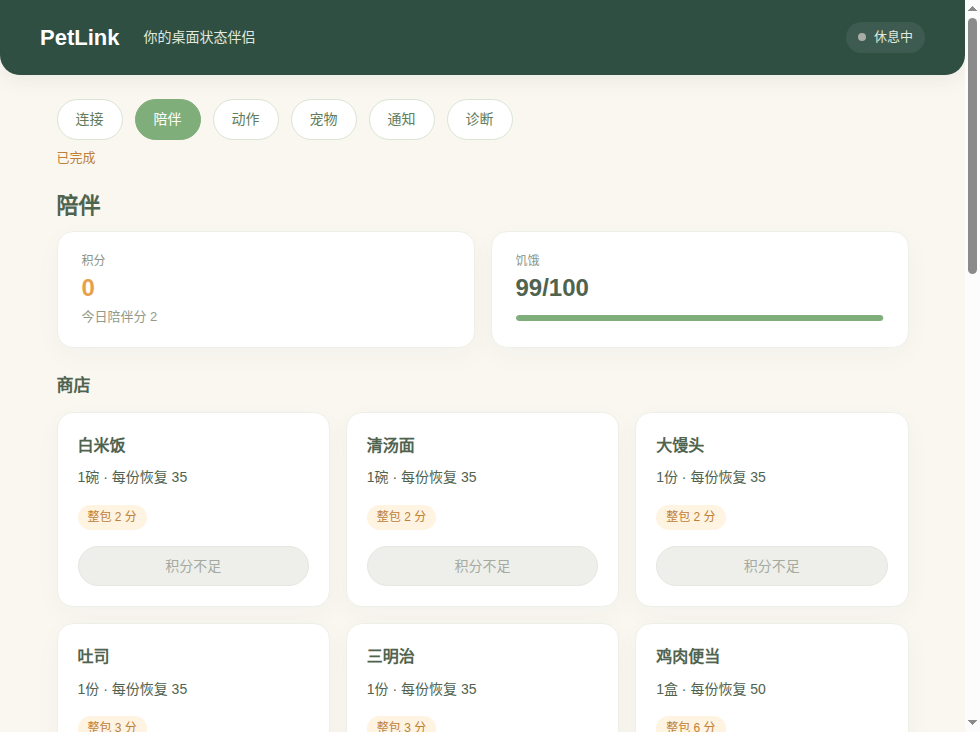 PetLink 你的桌面状态伴侣 休息中
连接 陪伴 动作 宠物 通知 诊断
已完成
陪伴
积分
0
今日陪伴分 2
饥饿
99/100
商店
白米饭
1碗 · 每份恢复 35
整包 2 分
积分不足
清汤面
1碗 · 每份恢复 35
整包 2 分
积分不足
大馒头
1份 · 每份恢复 35
整包 2 分
积分不足
吐司
1份 · 每份恢复 35
整包 3 分
三明治
1份 · 每份恢复 35
整包 3 分
鸡肉便当
1盒 · 每份恢复 50
整包 6 分